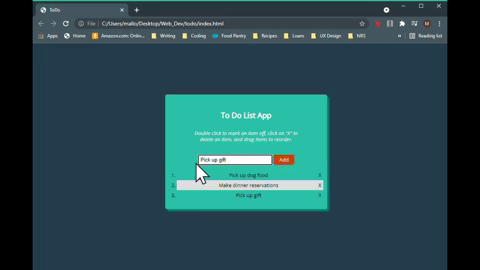 ToDo
File | C:/Users/mailo/Desktop/Web_Dev/todo/index.html
M
Apps Home Amazon.com: Onlin... Writing Coding Food Pantry Recipes Loans UX Design NRS » Reading list
To Do List App
Double click to mark an item off, click on "X" to
delete an item, and drag items to reorder.
Pick up gift Add
1. Pick up dog food X
2. Make dinner reservations X
3. Pick up gift X